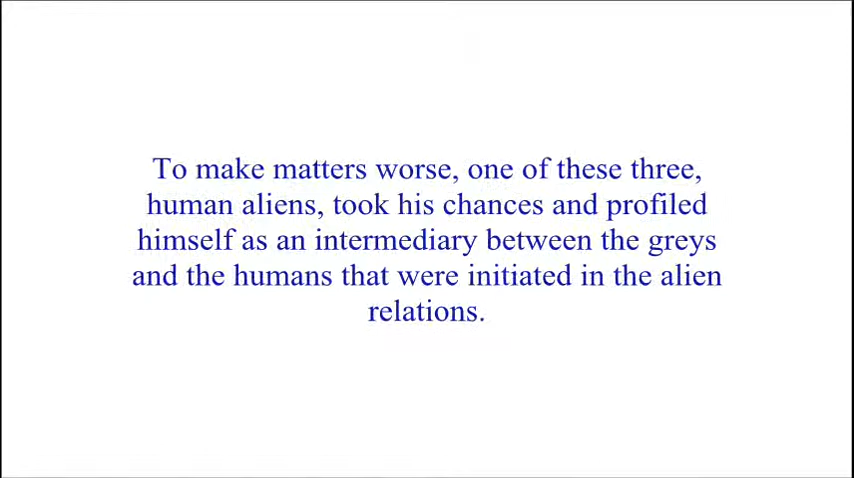 To make matters worse, one of these three,
human aliens, took his chances and profiled
himself as an intermediary between the greys
and the humans that were initiated in the alien
relations.